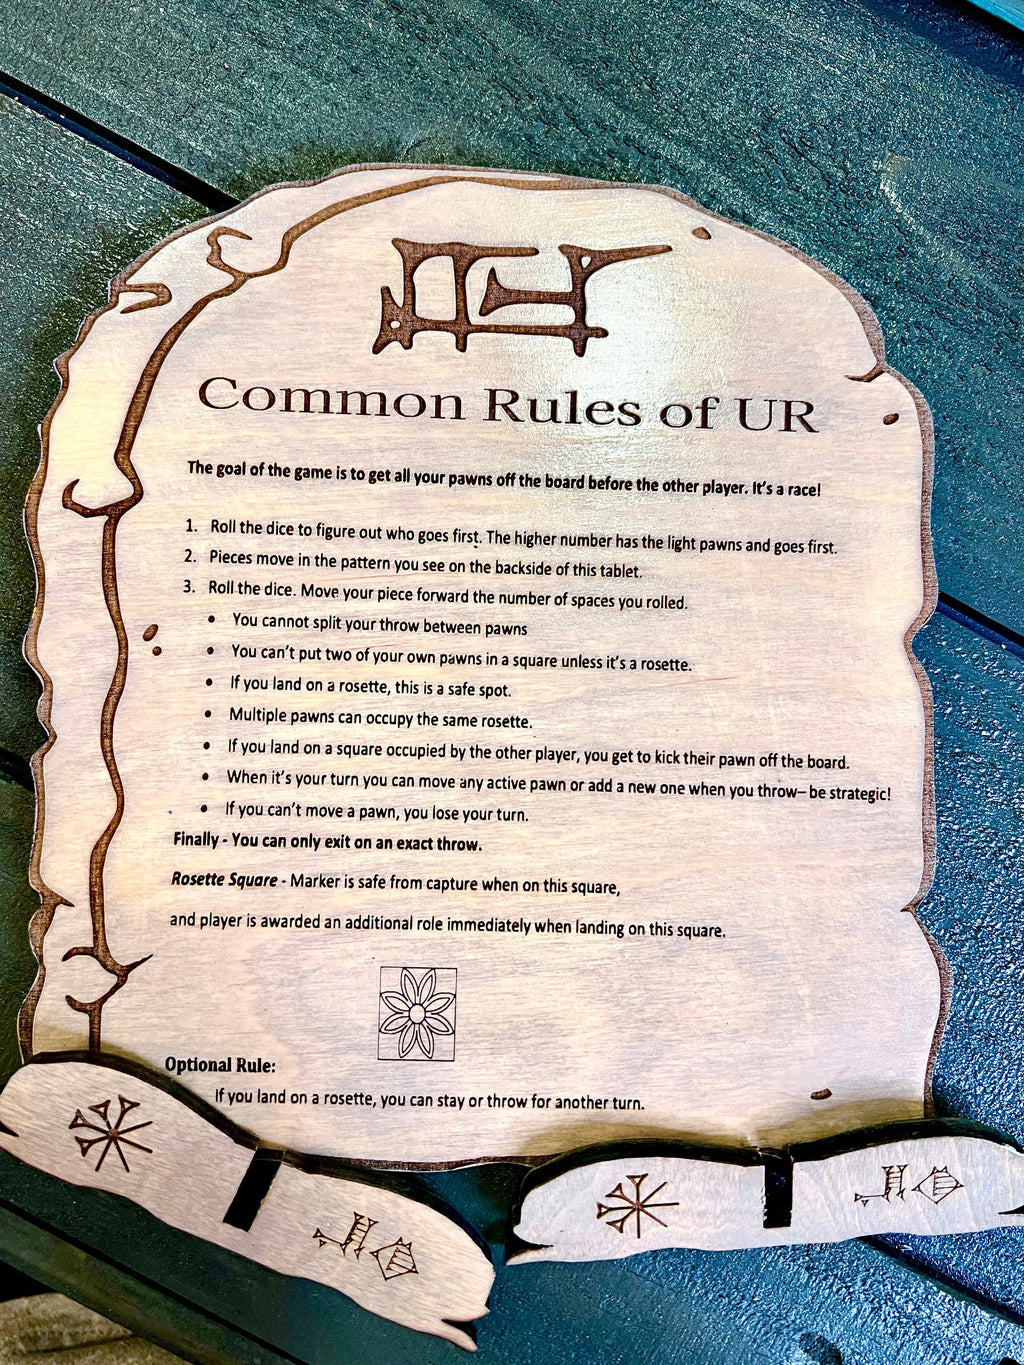 Common Rules of UR
The goal of the game is to get all your pawns off the board before the other player. It's a race!
1. Roll the dice to figure out who goes first. The higher number has the light pawns and goes first.
2. Pieces move in the pattern you see on the backside of this tablet.
3. Roll the dice. Move your piece forward the number of spaces you rolled.
• You cannot split your throw between pawns
• You can't put two of your own pawns in a square unless it's a rosette.
• If you land on a rosette, this is a safe spot.
• Multiple pawns can occupy the same rosette.
• If you land on a square occupied by the other player, you get to kick their pawn off the board.
• When it's your turn you can move any active pawn or add a new one when you throw– be strategic!
• If you can't move a pawn, you lose your turn.
Finally - You can only exit on an exact throw.
Rosette Square - Marker is safe from capture when on this square,
and player is awarded an additional role immediately when landing on this square.
Optional Rule:
If you land on a rosette, you can stay or throw for another turn.